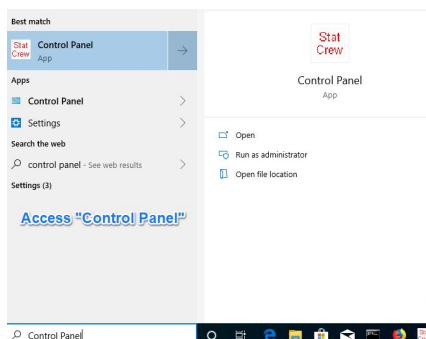 Best match
Stat
Crew
Control Panel
App
Apps
Control Panel
Settings
Search the web
control panel - See web results
Settings (3)
Access "Control Panel"
Control Panel
Stat
Crew
Control Panel
App
Open
Run as administrator
Open file location